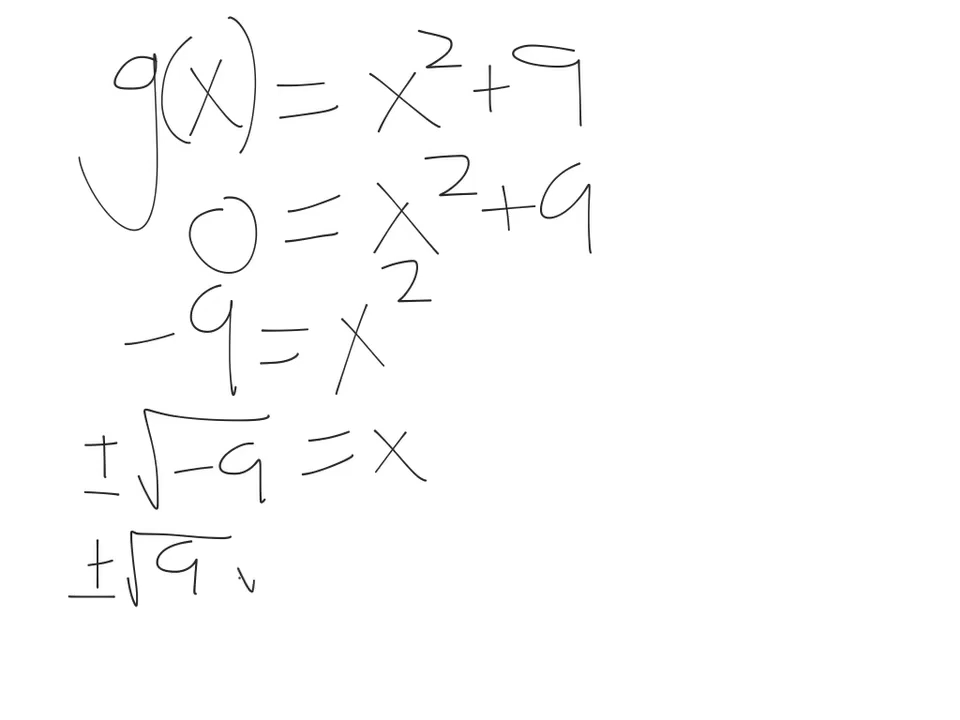 g(x) = x² + 9
0 = x² + 9
-9 = x²
±√-9 = x
±√9